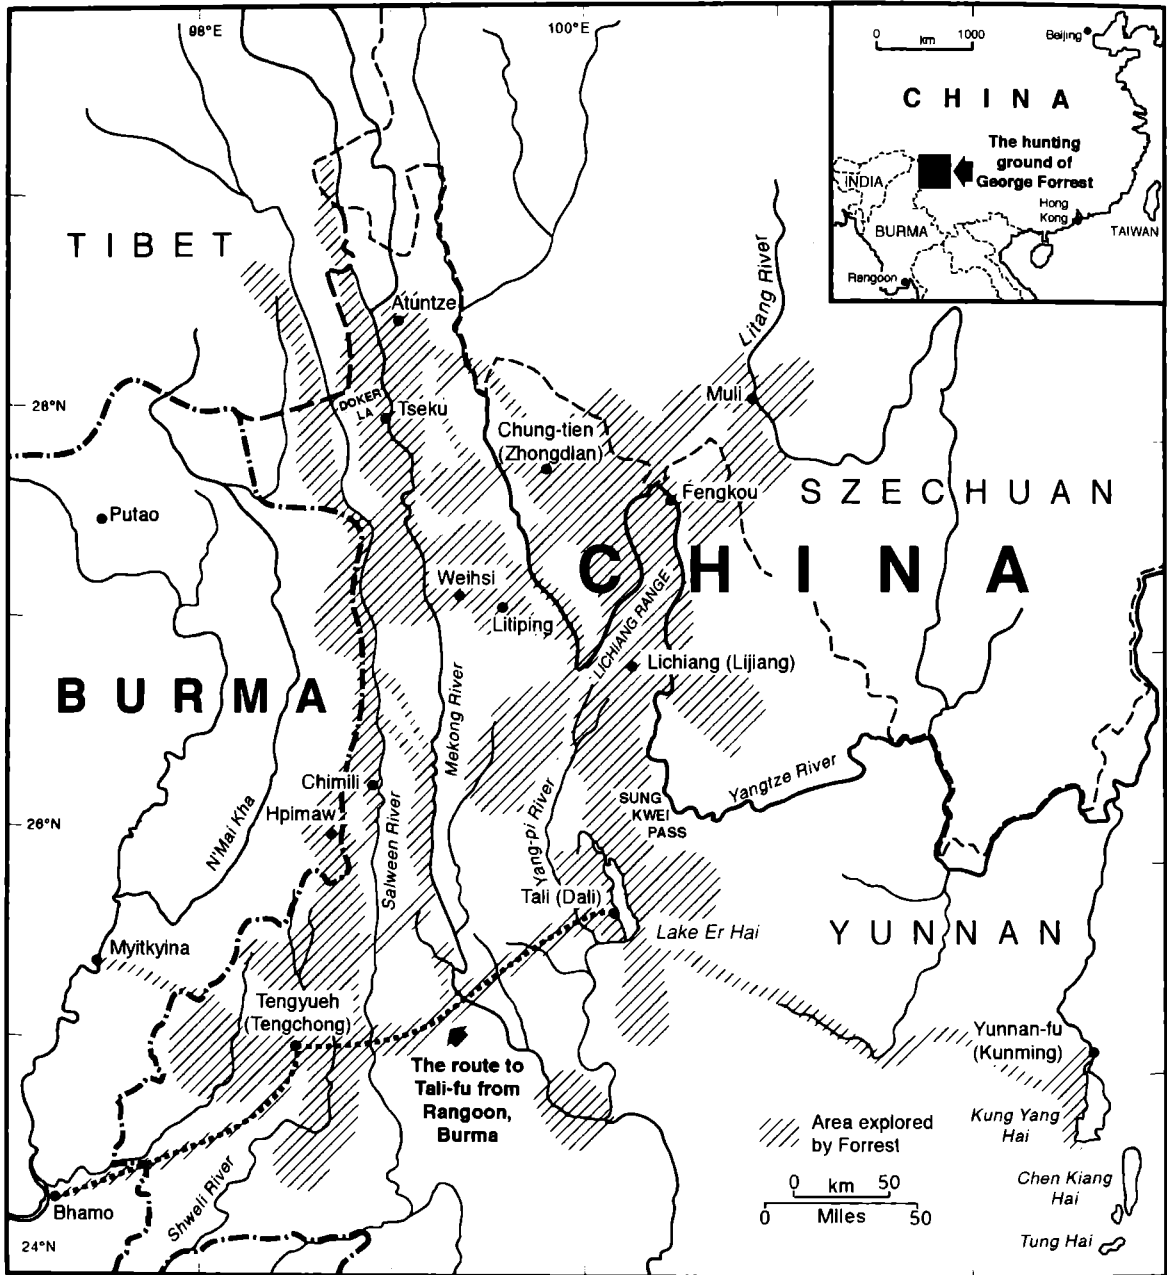 98°E
100°E
0 1000
km
Beijing
CHINA
The hunting
ground of
George Forrest
INDIA
Hong
Kong
BURMA
TAIWAN
Rangoon
TIBET
Litang River
Atuntze
28°N
DOKER
LA
Tseku
Muli
Chung-tien
(Zhongdian)
Fengkou
SZECHUAN
Putao
CHINA
Weihsi
Litiping
LICHIANG RANGE
Lichiang (Lijiang)
BURMA
Mekong River
Chimili
Yangtze River
SUNG
KWEI
PASS
Hpimaw
26°N
N'Mai Kha
Salween River
Yang-pi River
Tali (Dali)
Lake Er Hai
YUNNAN
Myitkyina
Tengyueh
(Tengchong)
Yunnan-fu
(Kunming)
The route to
Tali-fu from
Rangoon,
Burma
Area explored
by Forrest
Kung Yang
Hai
Shweli River
Chen Kiang
Hai
0 km 50
0 Miles 50
Bhamo
24°N
Tung Hai